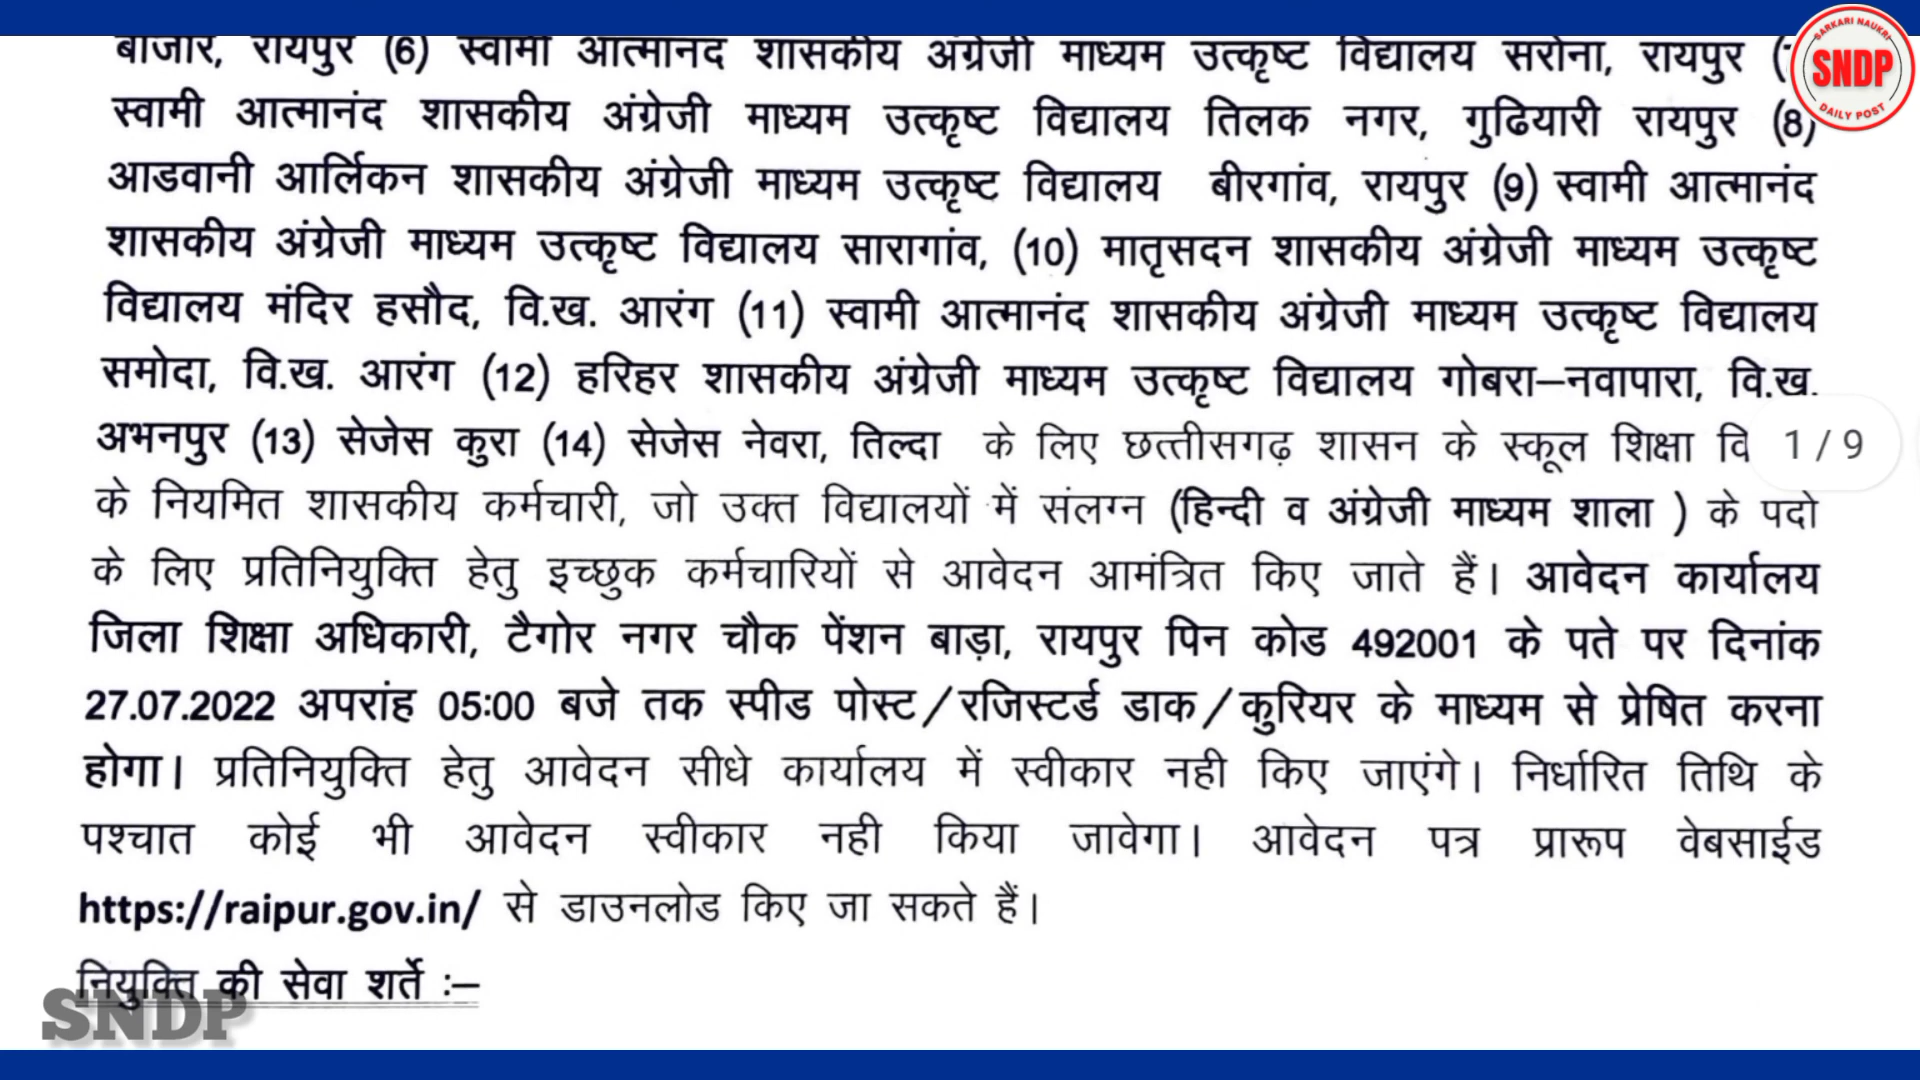 बाजार, रायपुर (6) स्वामी आत्मानंद शासकीय अंग्रेजी माध्यम उत्कृष्ट विद्यालय सरोना, रायपुर
स्वामी आत्मानंद शासकीय अंग्रेजी माध्यम उत्कृष्ट विद्यालय तिलक नगर, गुढियारी रायपुर (8)
आडवानी आर्लिकन शासकीय अंग्रेजी माध्यम उत्कृष्ट विद्यालय बीरगांव, रायपुर (9) स्वामी आत्मानंद
शासकीय अंग्रेजी माध्यम उत्कृष्ट विद्यालय सारागांव, (10) मातृसदन शासकीय अंग्रेजी माध्यम उत्कृष्ट
विद्यालय मंदिर हसौद, वि.ख. आरंग (11) स्वामी आत्मानंद शासकीय अंग्रेजी माध्यम उत्कृष्ट विद्यालय
समोदा, वि.ख. आरंग (12) हरिहर शासकीय अंग्रेजी माध्यम उत्कृष्ट विद्यालय गोबरा–नवापारा, वि.ख.
अभनपुर (13) सेजेस कुरा (14) सेजेस नेवरा, तिल्दा के लिए छत्तीसगढ़ शासन के स्कूल शिक्षा वि
के नियमित शासकीय कर्मचारी, जो उक्त विद्यालयों में संलग्न (हिन्दी व अंग्रेजी माध्यम शाला ) के पदो
के लिए प्रतिनियुक्ति हेतु इच्छुक कर्मचारियों से आवेदन आमंत्रित किए जाते हैं। आवेदन कार्यालय
जिला शिक्षा अधिकारी, टैगोर नगर चौक पेंशन बाड़ा, रायपुर पिन कोड 492001 के पते पर दिनांक
27.07.2022 अपरांह 05:00 बजे तक स्पीड पोस्ट/रजिस्टर्ड डाक/कुरियर के माध्यम से प्रेषित करना
होगा। प्रतिनियुक्ति हेतु आवेदन सीधे कार्यालय में स्वीकार नही किए जाएंगे। निर्धारित तिथि के
पश्चात कोई भी आवेदन स्वीकार नही किया जावेगा। आवेदन पत्र प्रारूप वेबसाईड
https://raipur.gov.in/ से डाउनलोड किए जा सकते हैं।
नियुक्ति की सेवा शर्ते :–
SARKARI NAUKRI
SNDP
DAILY POST
1 / 9
SNDP